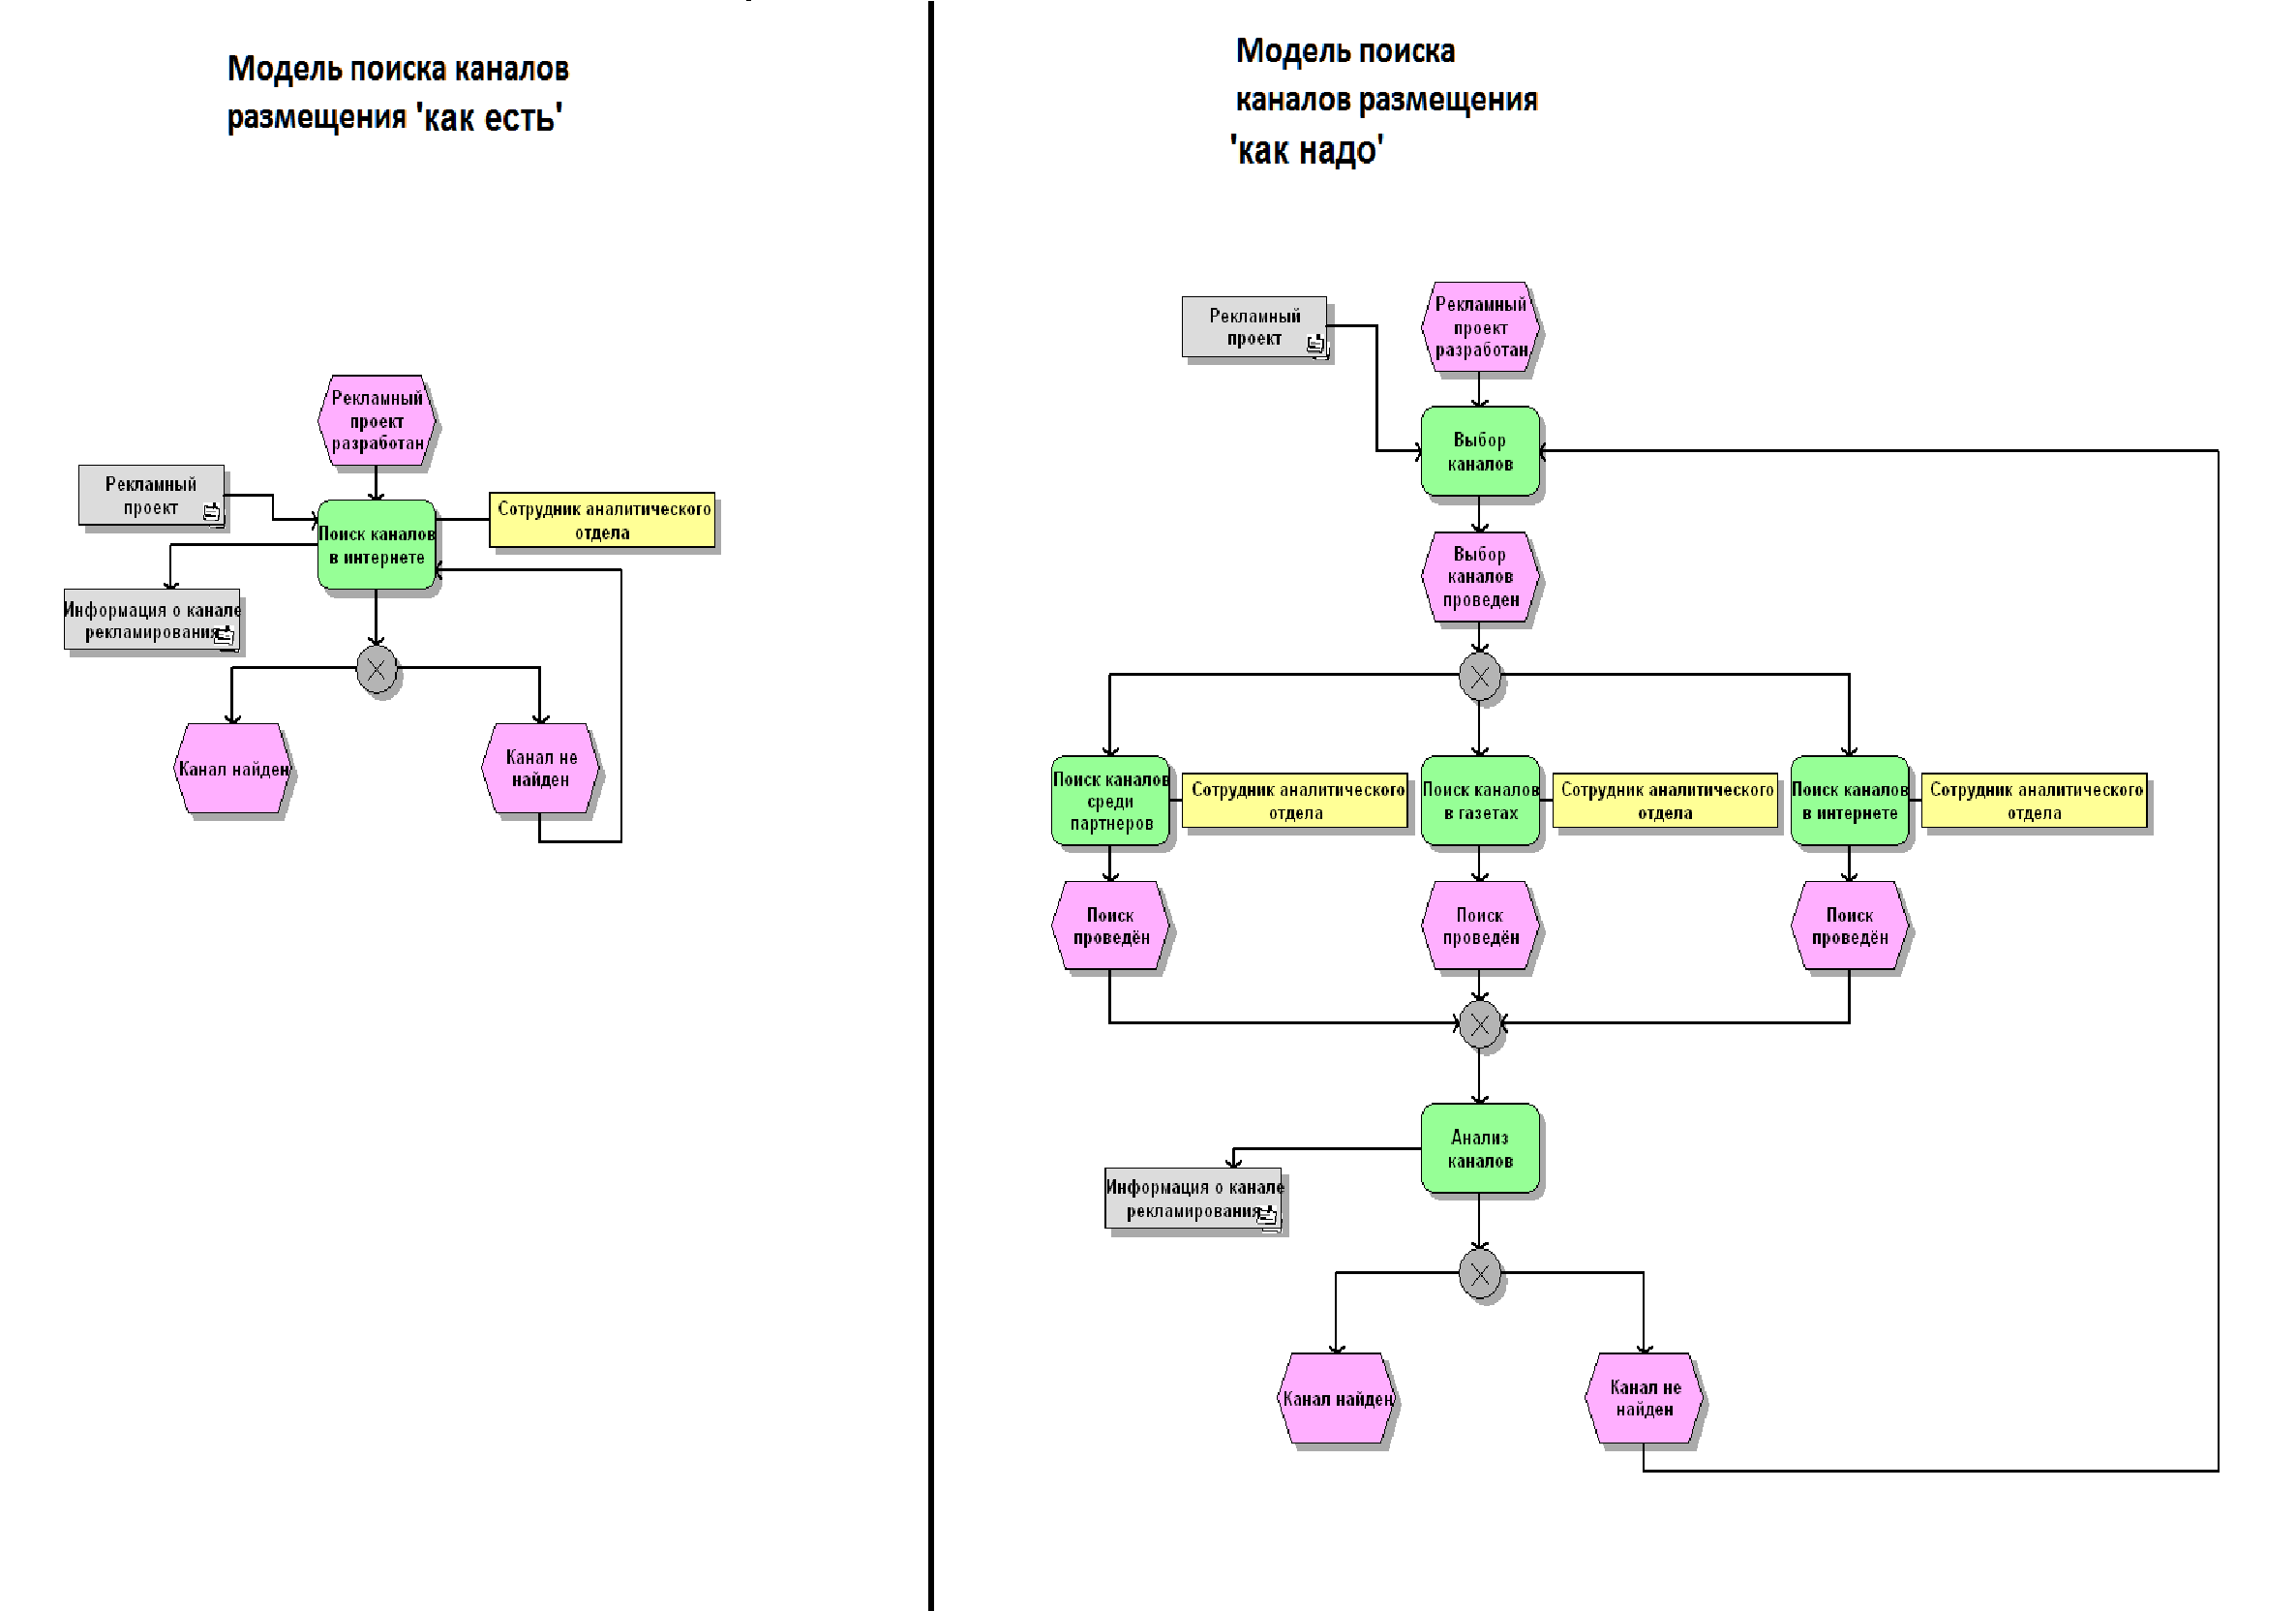 Модель поиска каналов
размещения 'как есть'
Рекламный
проект
разработан
Рекламный
проект
Поиск каналов
в интернете
Сотрудник аналитического
отдела
Информация о канале
рекламирования
Канал найден
Канал не
найден
Модель поиска
каналов размещения
'как надо'
Рекламный
проект
Рекламный
проект
разработан
Выбор
каналов
Выбор
каналов
проведен
Поиск каналов
среди
партнеров
Сотрудник аналитического
отдела
Поиск каналов
в газетах
Сотрудник аналитического
отдела
Поиск каналов
в интернете
Сотрудник аналитического
отдела
Поиск
проведён
Поиск
проведён
Поиск
проведён
Анализ
каналов
Информация о канале
рекламирования
Канал найден
Канал не
найден